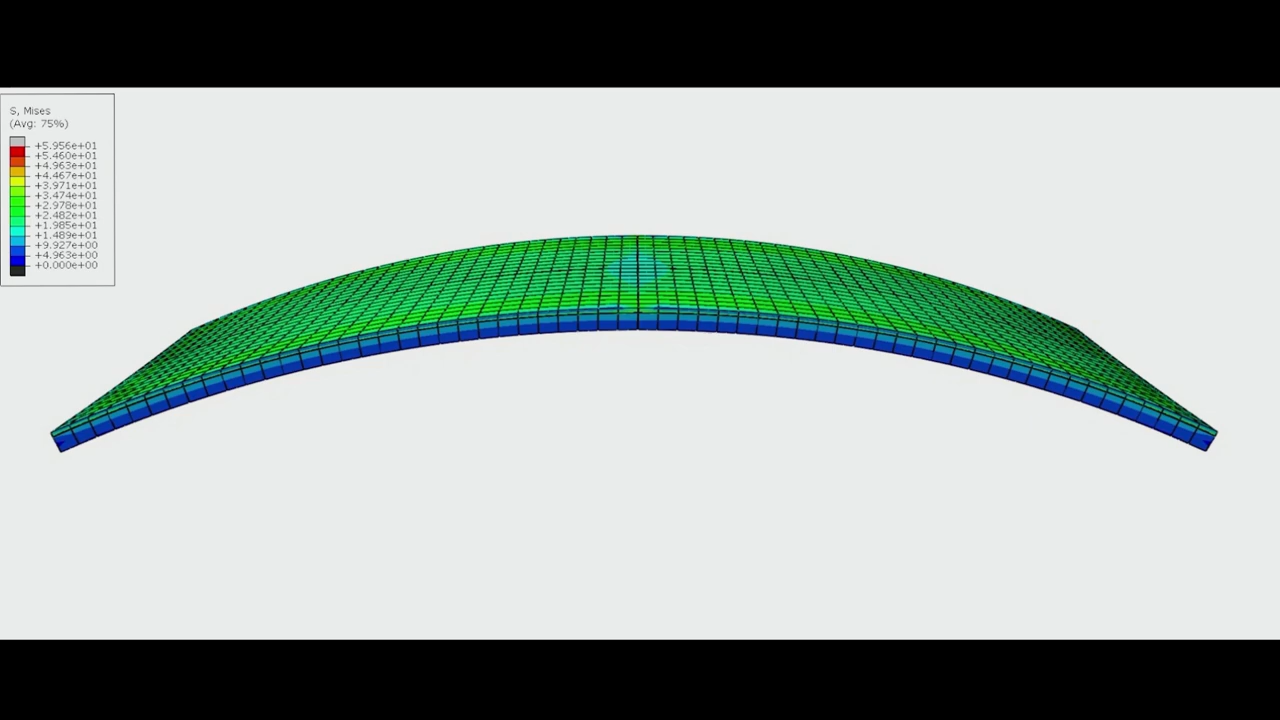 S, Mises
(Avg: 75%)
+5.956e+01
+5.460e+01
+4.963e+01
+4.467e+01
+3.971e+01
+3.474e+01
+2.978e+01
+2.482e+01
+1.985e+01
+1.489e+01
+9.927e+00
+4.963e+00
+0.000e+00